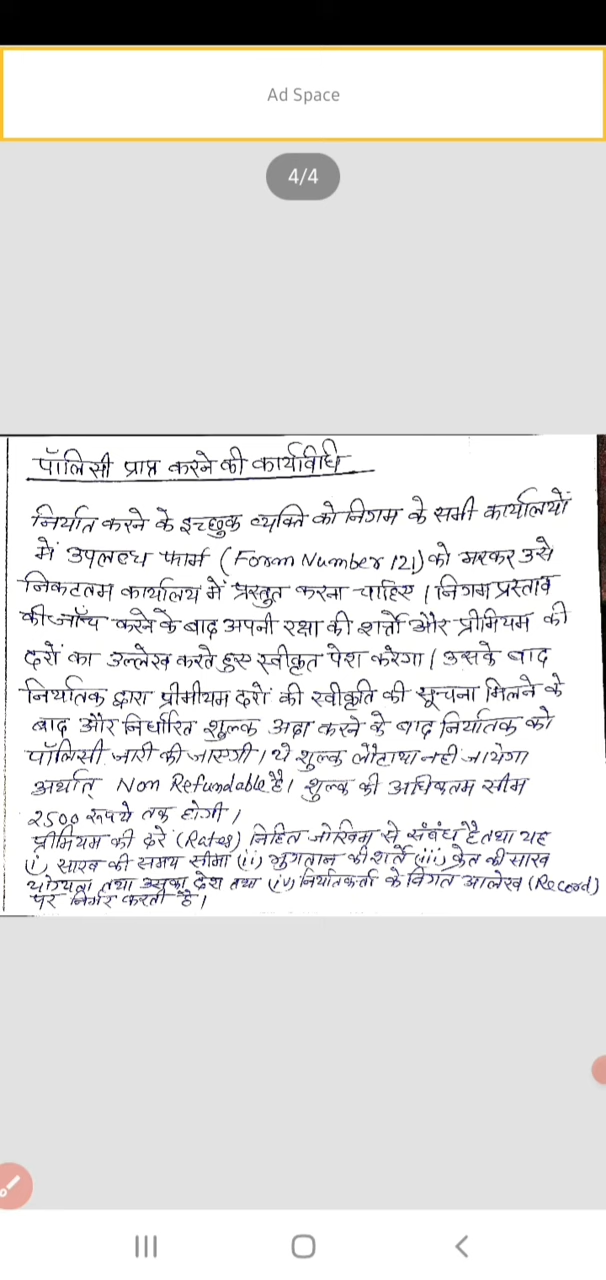 Ad Space
4/4
पॉलिसी प्राप्त करने की कार्यविधि
निर्यात करने के इच्छुक व्यक्ति को निगम के सभी कार्यालयों
में उपलब्ध फार्म (Form Number 121) को भरकर उसे
निकटतम कार्यालय में प्रस्तुत करना चाहिए। निगम प्रस्ताव
की जाँच करने के बाद अपनी रक्षा की शर्तो और प्रीमियम की
दरों का उल्लेख करते हुए स्वीकृत पेश करेगा। उसके बाद
निर्यातक द्वारा प्रीमीयम दरों की स्वीकृति की सूचना मिलने के
बाद और निर्धारित शुल्क अदा करने के बाद निर्यातक को
पॉलिसी जारी की जाएगी। ये शुल्क लौटाया नही जायेगा
अर्थात् Non Refundable है। शुल्क की अधिकतम सीम
2500 रूपये तक होगी।
प्रीमियम की दरे (Rates) निहित जोखिम से संबंध है तथा यह
(i) साख की समय सीमा (ii) भुगतान की शर्ते (iii) क्रेत की साख
योग्यता तथा उसका देश तथा (iv) निर्यातकर्ता के विगत आलेख (Record)
पर निर्भर करती है।